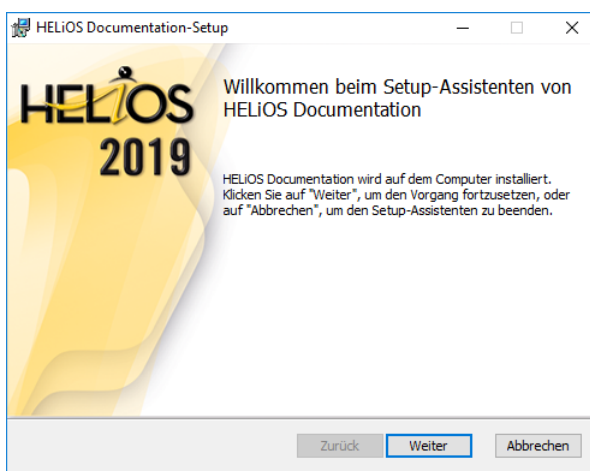 HELiOS Documentation-Setup
HELiOS
2019
Willkommen beim Setup-Assistenten von
HELiOS Documentation
HELiOS Documentation wird auf dem Computer installiert.
Klicken Sie auf "Weiter", um den Vorgang fortzusetzen, oder
auf "Abbrechen", um den Setup-Assistenten zu beenden.
Zurück Weiter Abbrechen